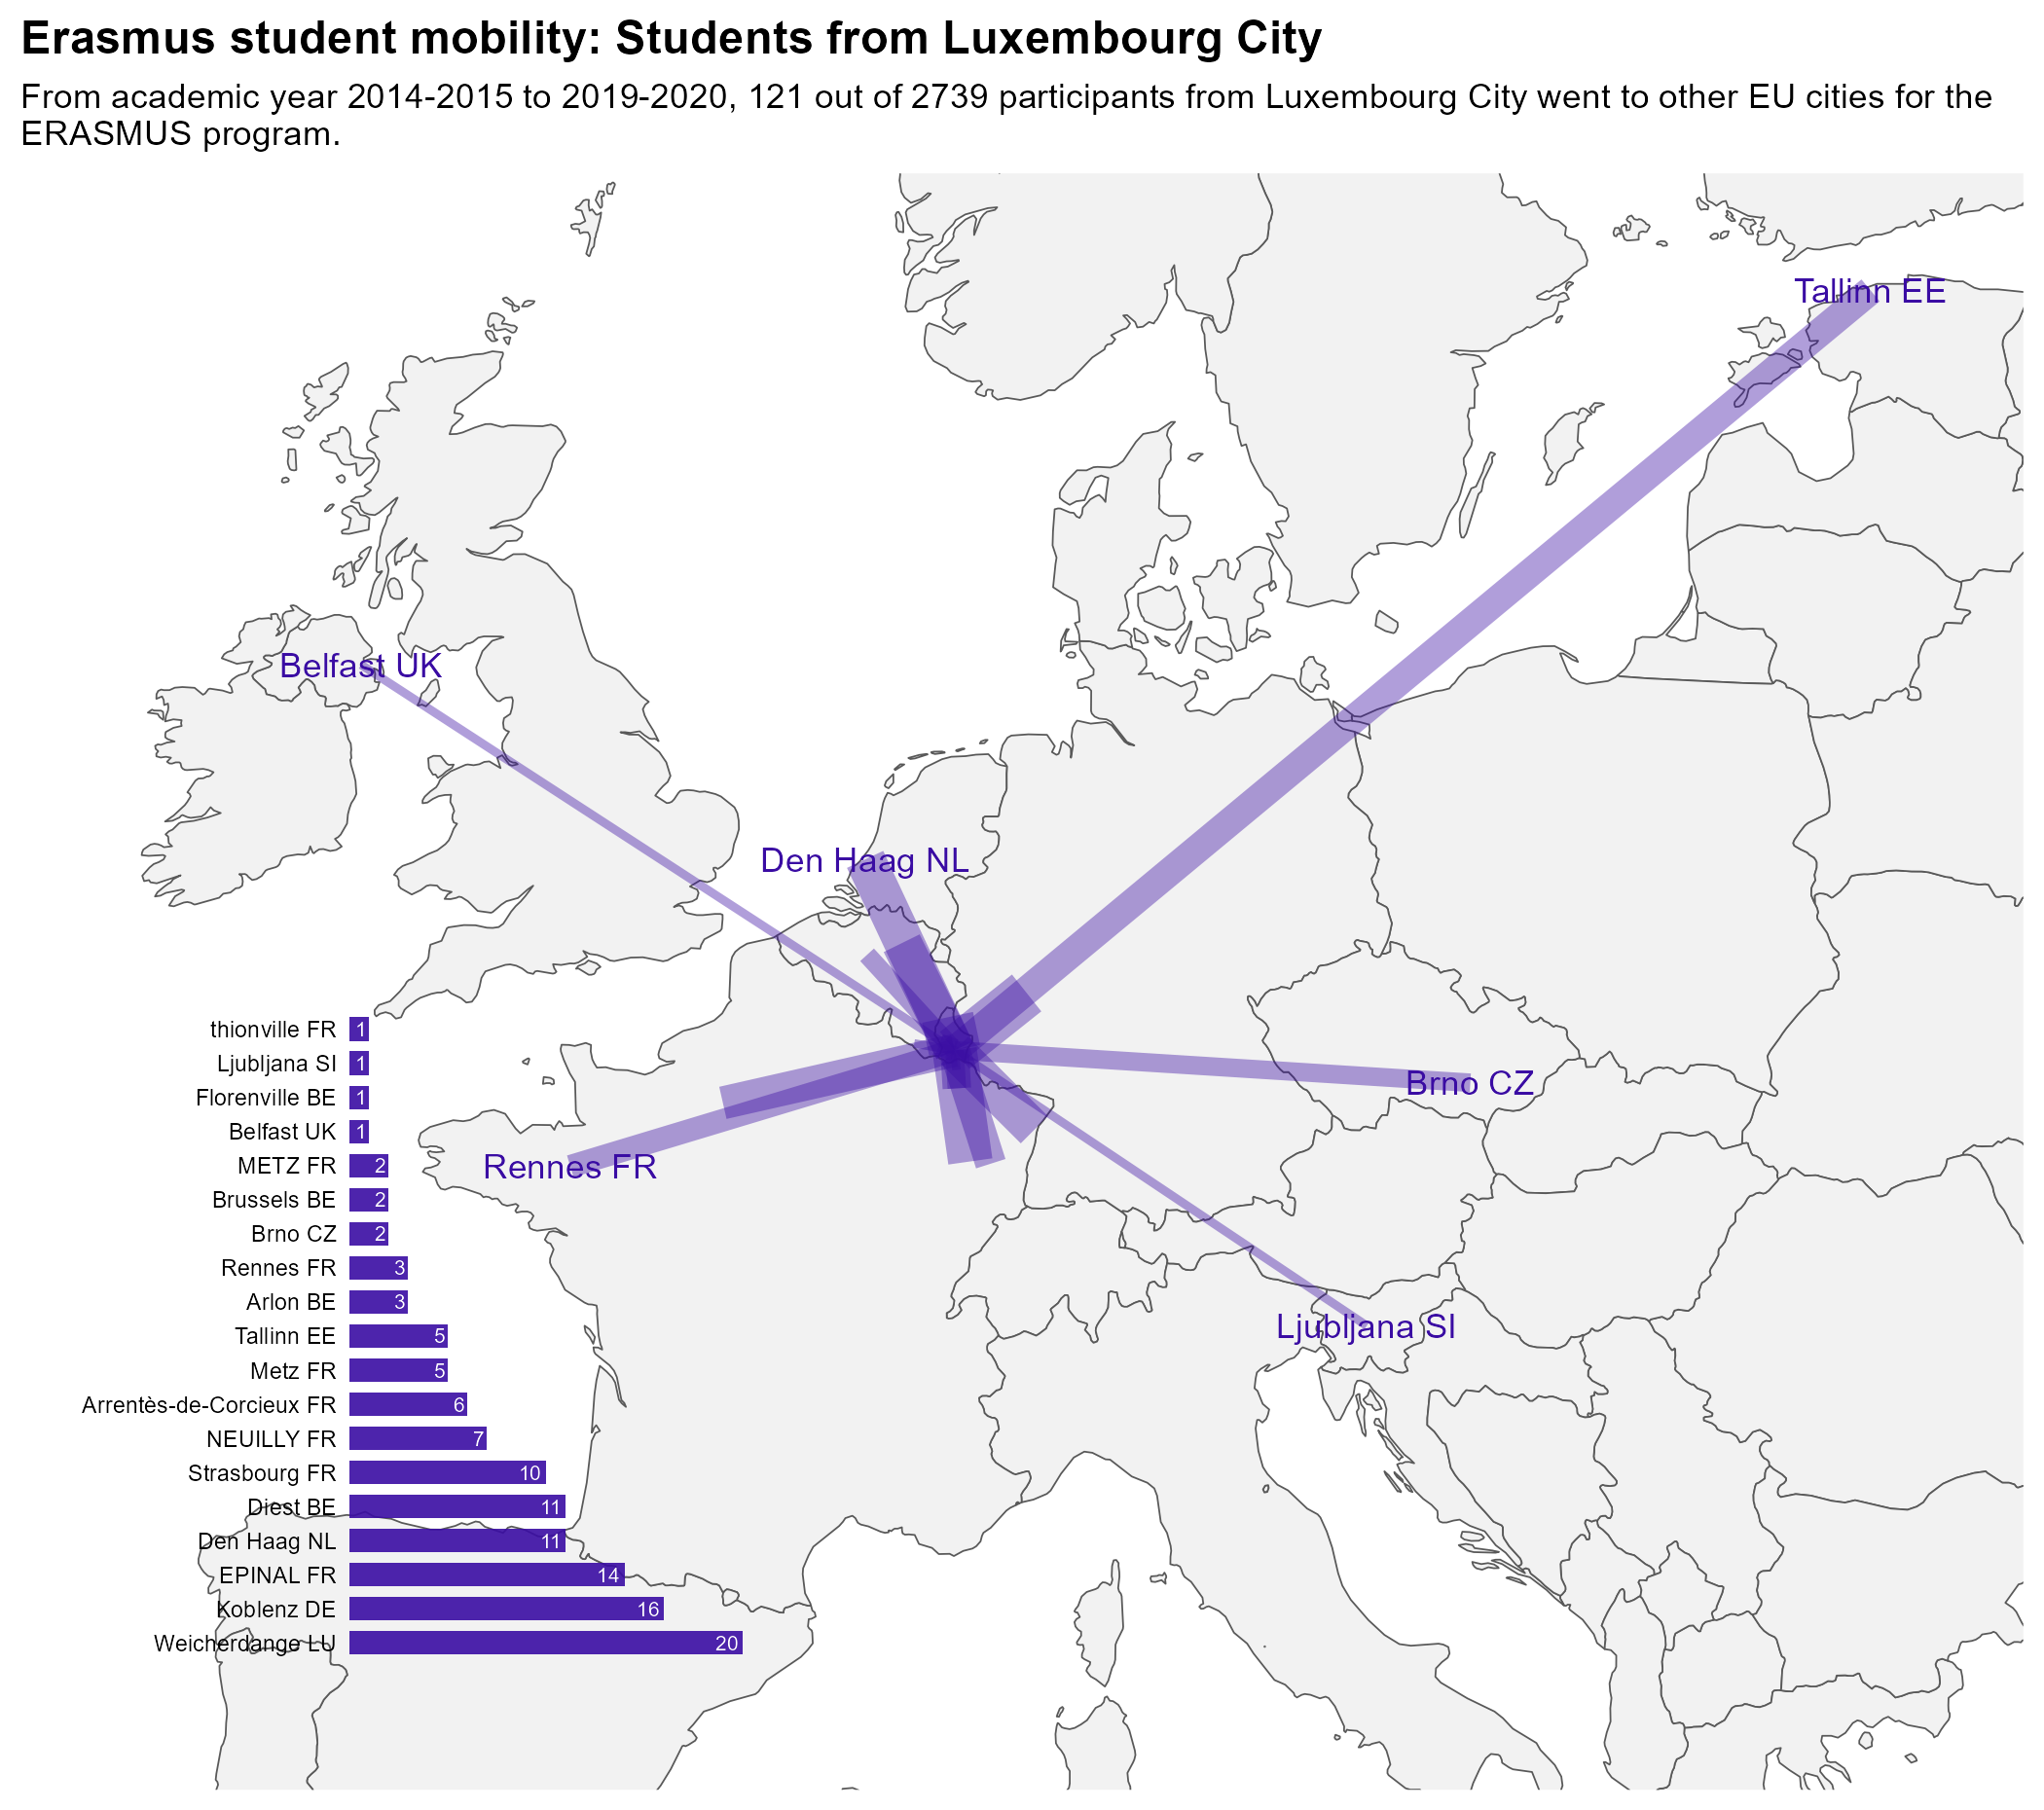 Erasmus student mobility: Students from Luxembourg City
From academic year 2014-2015 to 2019-2020, 121 out of 2739 participants from Luxembourg City went to other EU cities for the
ERASMUS program.
Tallinn EE
Belfast UK
Den Haag NL
Brno CZ
Rennes FR
Ljubljana SI
thionville FR 1
Ljubljana SI 1
Florenville BE 1
Belfast UK 1
METZ FR 2
Brussels BE 2
Brno CZ 2
Rennes FR 3
Arlon BE 3
Tallinn EE 5
Metz FR 5
Arrentès-de-Corcieux FR 6
NEUILLY FR 7
Strasbourg FR 10
Diest BE 11
Den Haag NL 11
EPINAL FR 14
Koblenz DE 16
Weicherdange LU 20